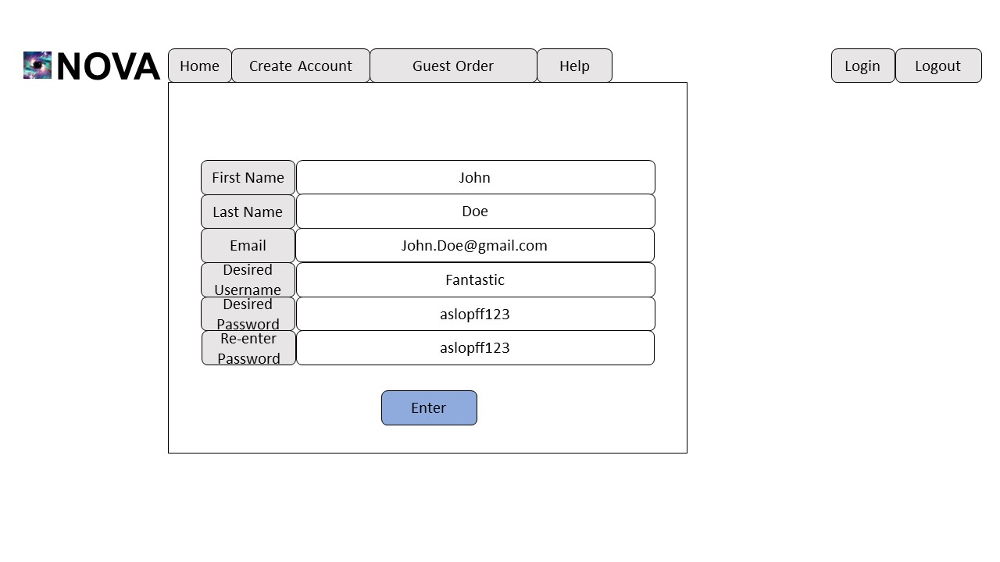 NOVA Home Create Account Guest Order Help Login Logout
First Name John
Last Name Doe
Email John.Doe@gmail.com
Desired
Username Fantastic
Desired
Password aslopff123
Re-enter
Password aslopff123
Enter